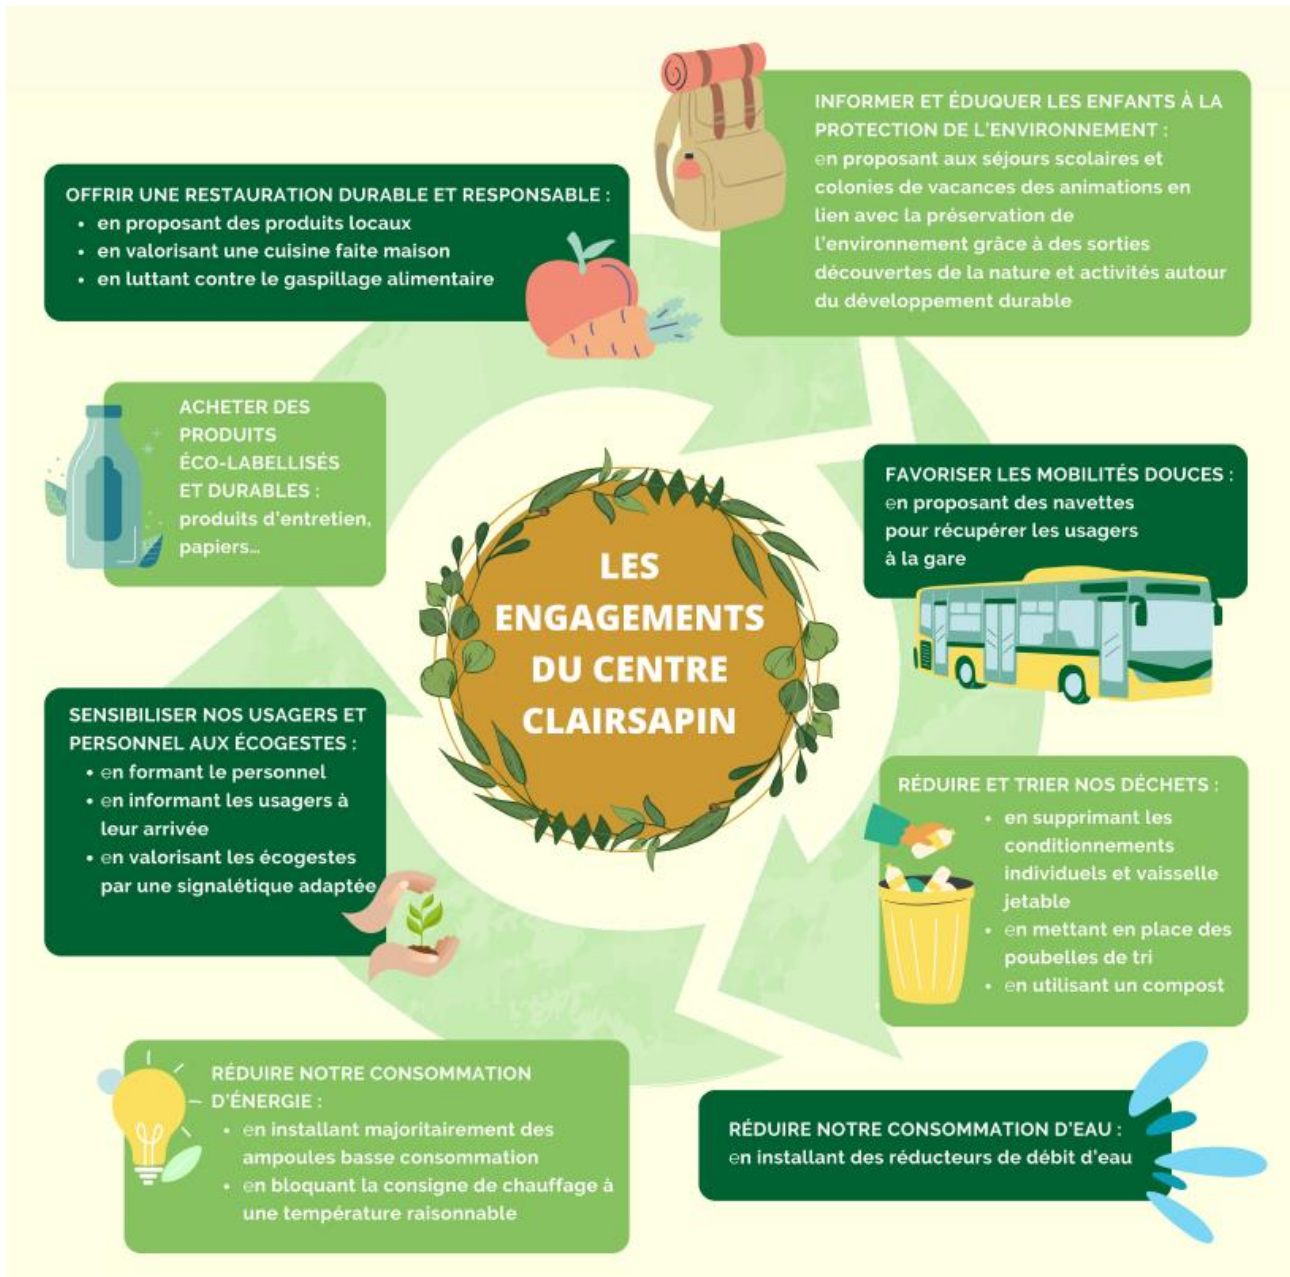 INFORMER ET ÉDUQUER LES ENFANTS À LA
PROTECTION DE L'ENVIRONNEMENT :
en proposant aux séjours scolaires et
colonies de vacances des animations en
lien avec la préservation de
l'environnement grâce à des sorties
découvertes de la nature et activités autour
du développement durable
OFFRIR UNE RESTAURATION DURABLE ET RESPONSABLE :
• en proposant des produits locaux
• en valorisant une cuisine faite maison
• en luttant contre le gaspillage alimentaire
ACHETER DES
PRODUITS
ÉCO-LABELLISÉS
ET DURABLES :
produits d'entretien,
papiers...
FAVORISER LES MOBILITÉS DOUCES :
en proposant des navettes
pour récupérer les usagers
à la gare
LES
ENGAGEMENTS
DU CENTRE
CLAIRSAPIN
SENSIBILISER NOS USAGERS ET
PERSONNEL AUX ÉCOGESTES :
• en formant le personnel
• en informant les usagers à
leur arrivée
• en valorisant les écogestes
par une signalétique adaptée
RÉDUIRE ET TRIER NOS DÉCHETS :
• en supprimant les
conditionnements
individuels et vaisselle
jetable
• en mettant en place des
poubelles de tri
• en utilisant un compost
RÉDUIRE NOTRE CONSOMMATION
D'ÉNERGIE :
• en installant majoritairement des
ampoules basse consommation
• en bloquant la consigne de chauffage à
une température raisonnable
RÉDUIRE NOTRE CONSOMMATION D'EAU :
en installant des réducteurs de débit d'eau